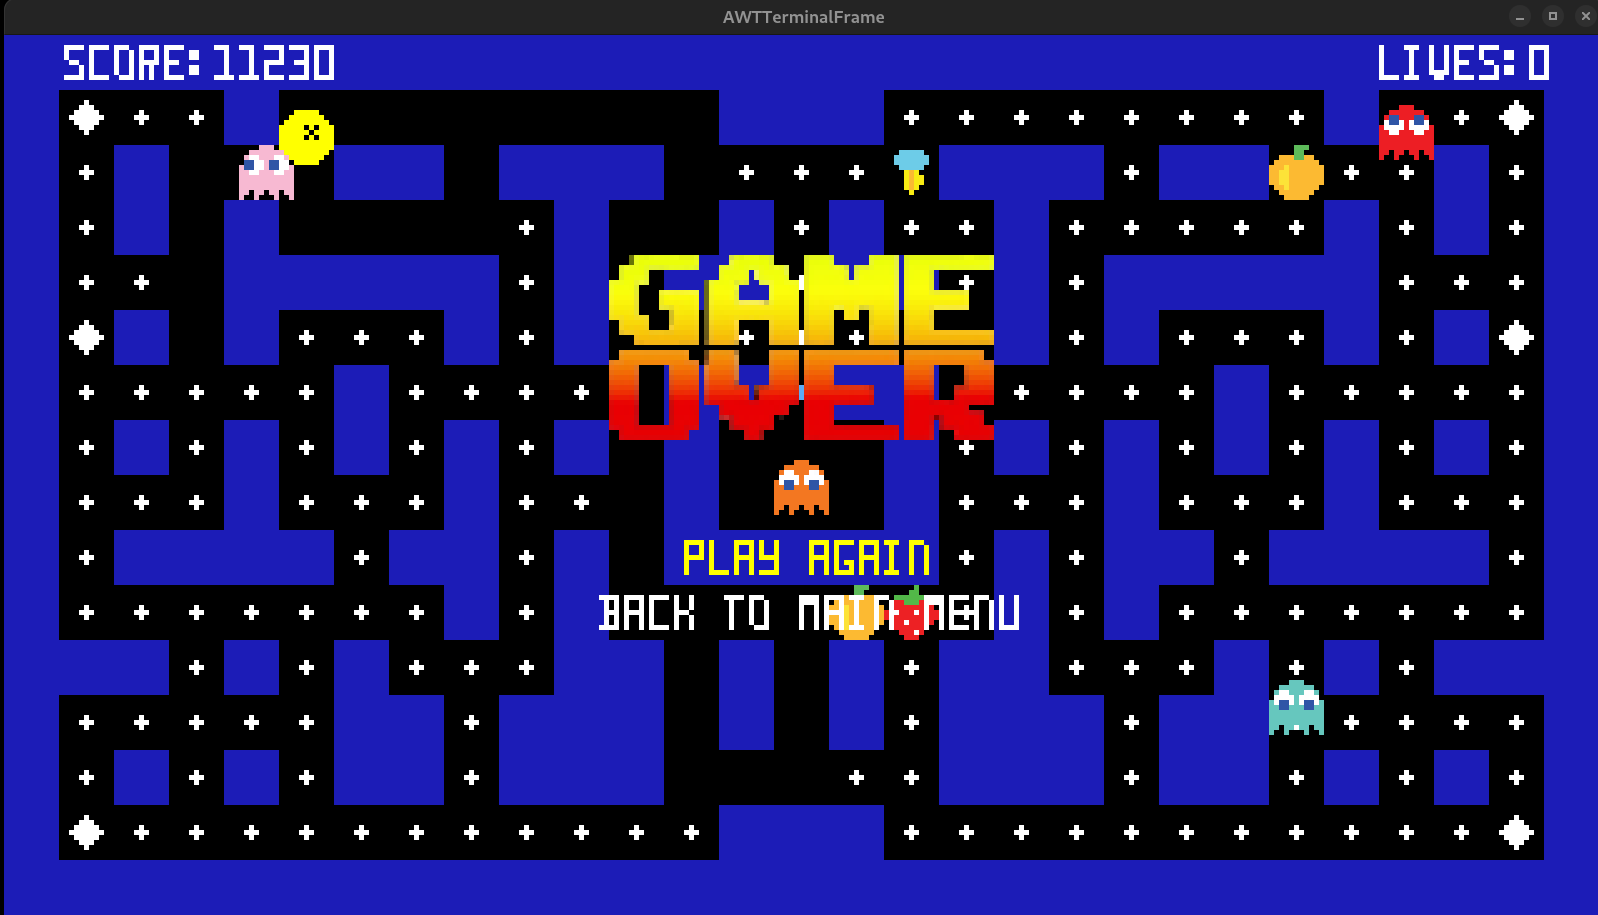 AWTTerminalFrame
SCORE:11230
LIVES:0
GAME
OVER
PLAY AGAIN
BACK TO MAIN MENU